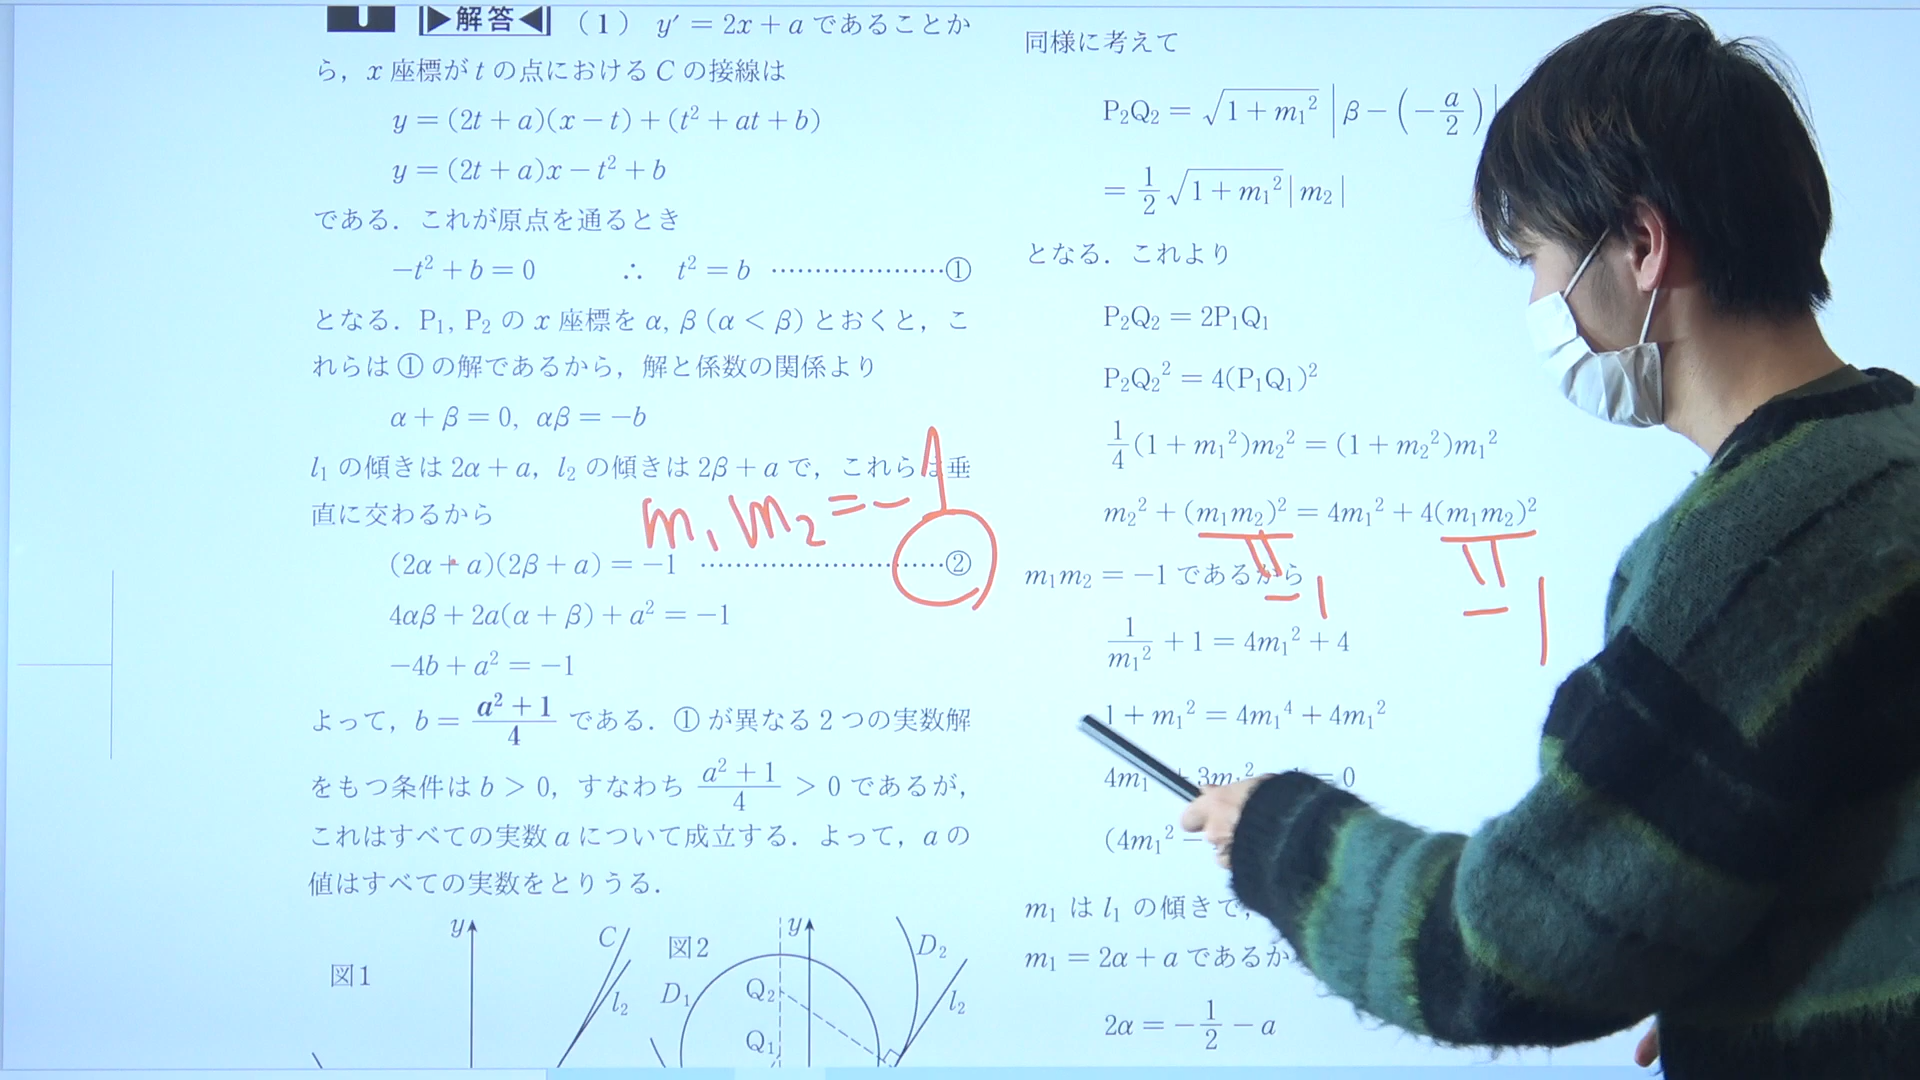 ▶解答◀ (1) y′ = 2x + a であることか
ら，x 座標が t の点における C の接線は
y = (2t + a)(x − t) + (t² + at + b)
y = (2t + a)x − t² + b
である．これが原点を通るとき
−t² + b = 0 ∴ t² = b ‥‥‥‥‥‥‥①
となる．P₁, P₂ の x 座標を α, β (α < β) とおくと，こ
れらは ① の解であるから，解と係数の関係より
α + β = 0, αβ = −b
l₁ の傾きは 2α + a，l₂ の傾きは 2β + a で，これらは垂
直に交わるから
m₁ m₂ = −1
(2α + a)(2β + a) = −1 ‥‥‥‥‥‥‥②
4αβ + 2a(α + β) + a² = −1
−4b + a² = −1
よって，b = (a² + 1)/4 である．① が異なる 2 つの実数解
をもつ条件は b > 0，すなわち (a² + 1)/4 > 0 であるが，
これはすべての実数 a について成立する．よって，a の
値はすべての実数をとりうる．
図1
y
C
l₂
図2
y
D₁
D₂
Q₂
Q₁
l₂
同様に考えて
P₂Q₂ = √(1 + m₁²) |β − (−a/2)|
= 1/2 √(1 + m₁²) |m₂|
となる．これより
P₂Q₂ = 2P₁Q₁
P₂Q₂² = 4(P₁Q₁)²
1/4 (1 + m₁²)m₂² = (1 + m₂²)m₁²
m₂² + (m₁m₂)² = 4m₁² + 4(m₁m₂)²
−1 −1
m₁m₂ = −1 であるから
1/m₁² + 1 = 4m₁² + 4
1 + m₁² = 4m₁⁴ + 4m₁²
4m₁ 3m₁² = 0
(4m₁² −
m₁ は l₁ の傾きで，
m₁ = 2α + a であるか
2α = −1/2 − a